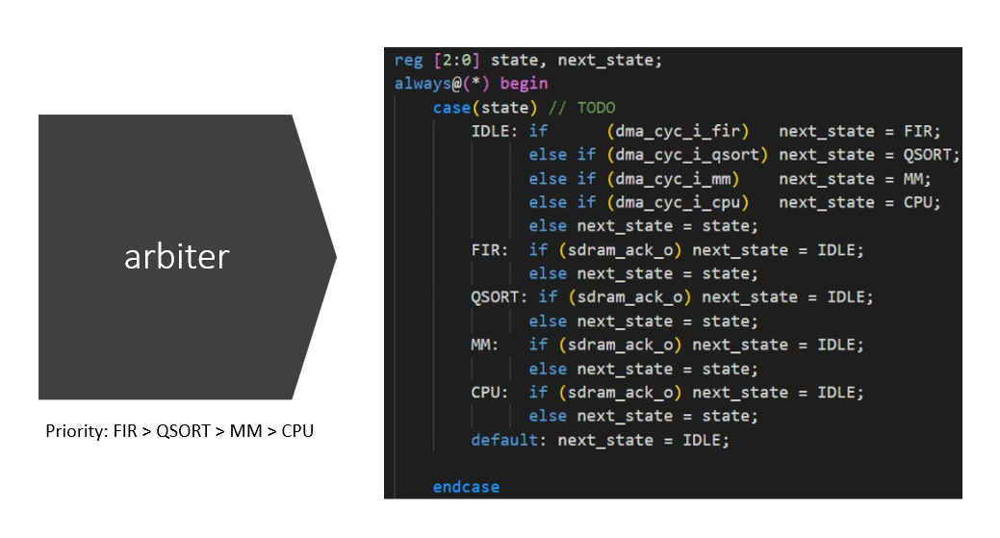 arbiter
Priority: FIR > QSORT > MM > CPU
reg [2:0] state, next_state;
always@(*) begin
case(state) // TODO
IDLE: if (dma_cyc_i_fir) next_state = FIR;
else if (dma_cyc_i_qsort) next_state = QSORT;
else if (dma_cyc_i_mm) next_state = MM;
else if (dma_cyc_i_cpu) next_state = CPU;
else next_state = state;
FIR: if (sdram_ack_o) next_state = IDLE;
else next_state = state;
QSORT: if (sdram_ack_o) next_state = IDLE;
else next_state = state;
MM: if (sdram_ack_o) next_state = IDLE;
else next_state = state;
CPU: if (sdram_ack_o) next_state = IDLE;
else next_state = state;
default: next_state = IDLE;
endcase